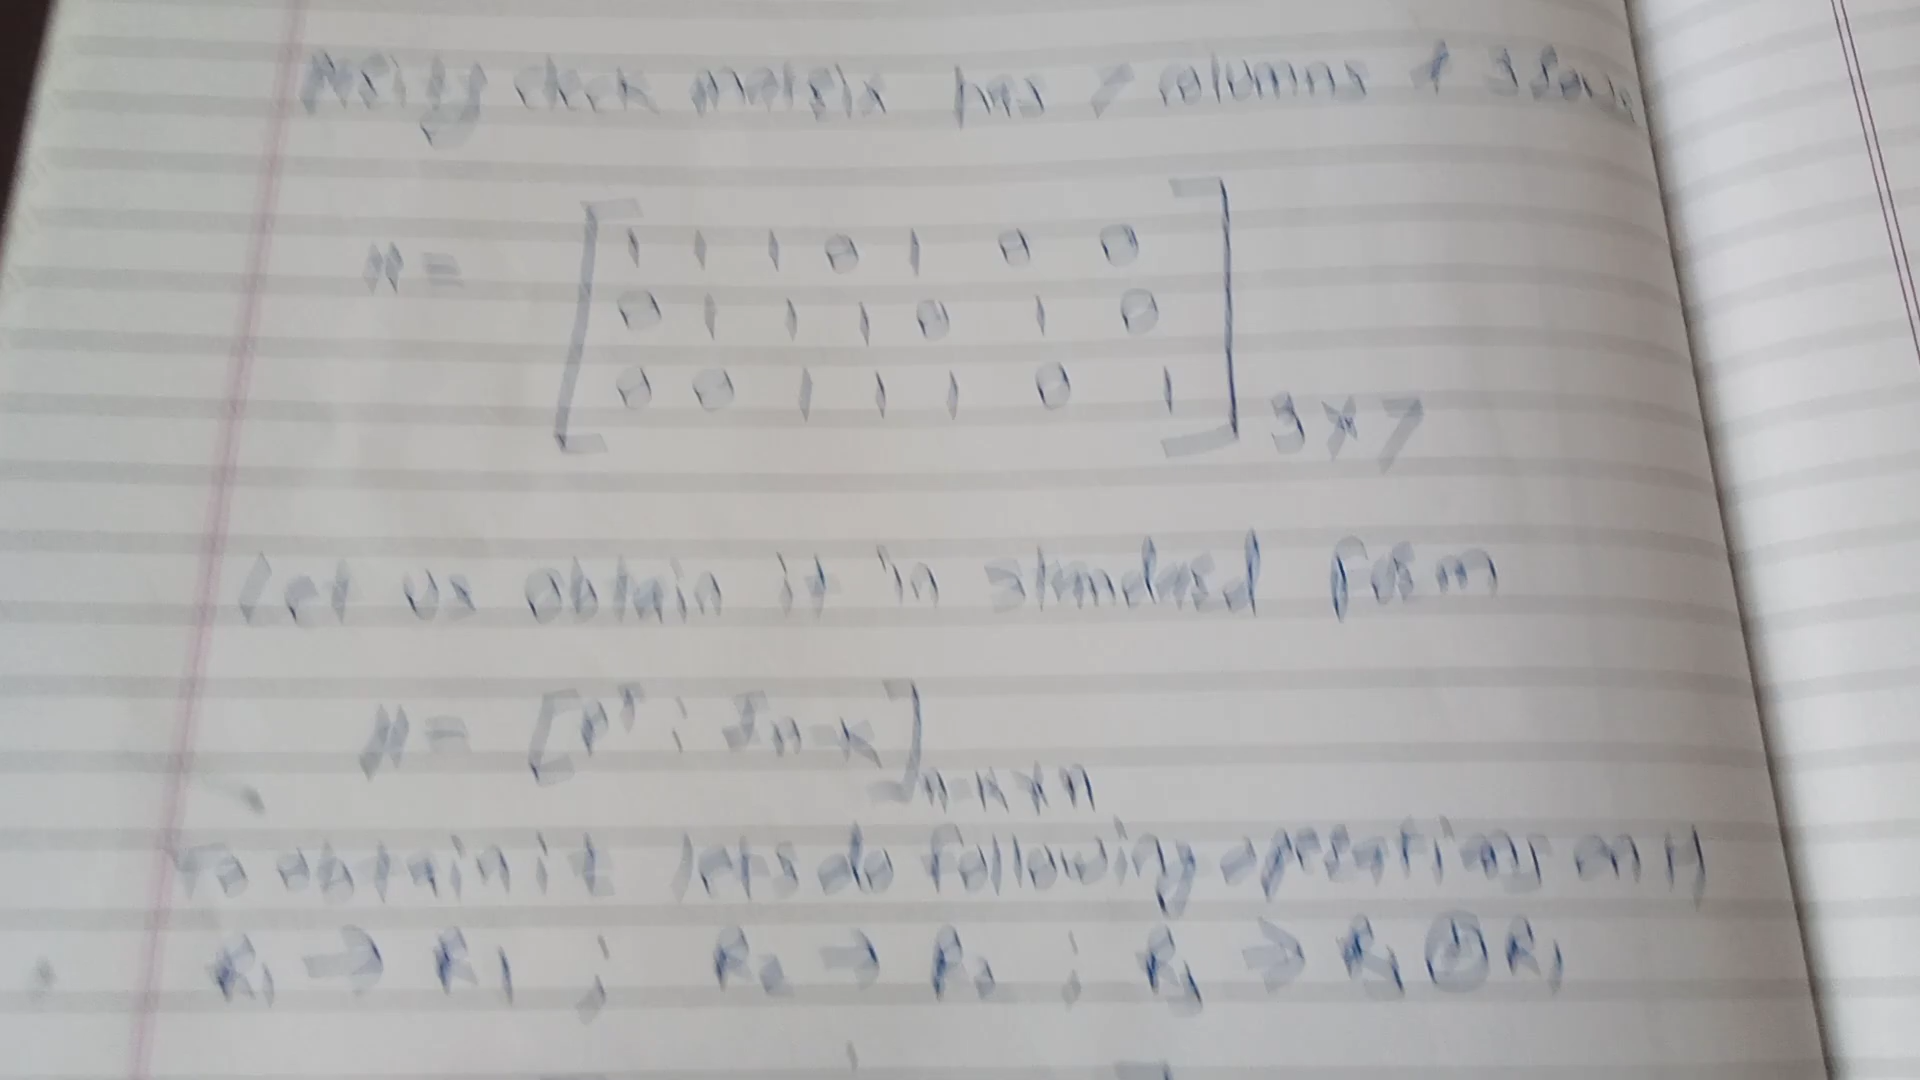 Parity check matrix has 7 columns & 3 rows
H = [ 1 1 1 0 1 0 0
0 1 1 1 0 1 0
0 0 1 1 1 0 1 ] 3×7
Let us obtain it in standard form
H = [P^T : I n-k] n-k×n
To obtain it lets do following operations on H
R1 → R1 ; R2 → R2 ; R3 → R3 ⊕ R1